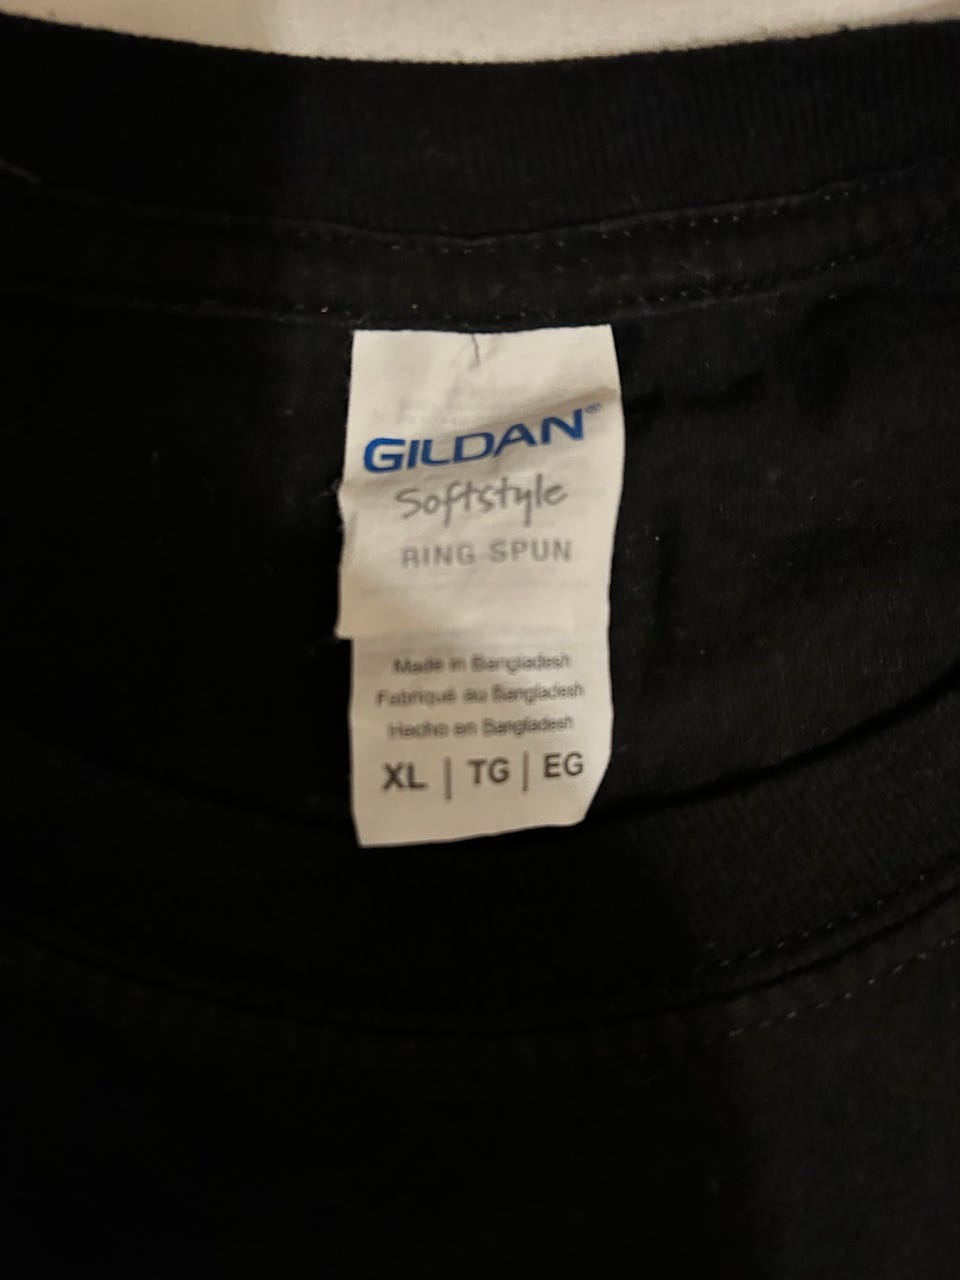 GILDAN®
Softstyle
RING SPUN
Made in Bangladesh
Fabriqué au Bangladesh
Hecho en Bangladesh
XL | TG | EG